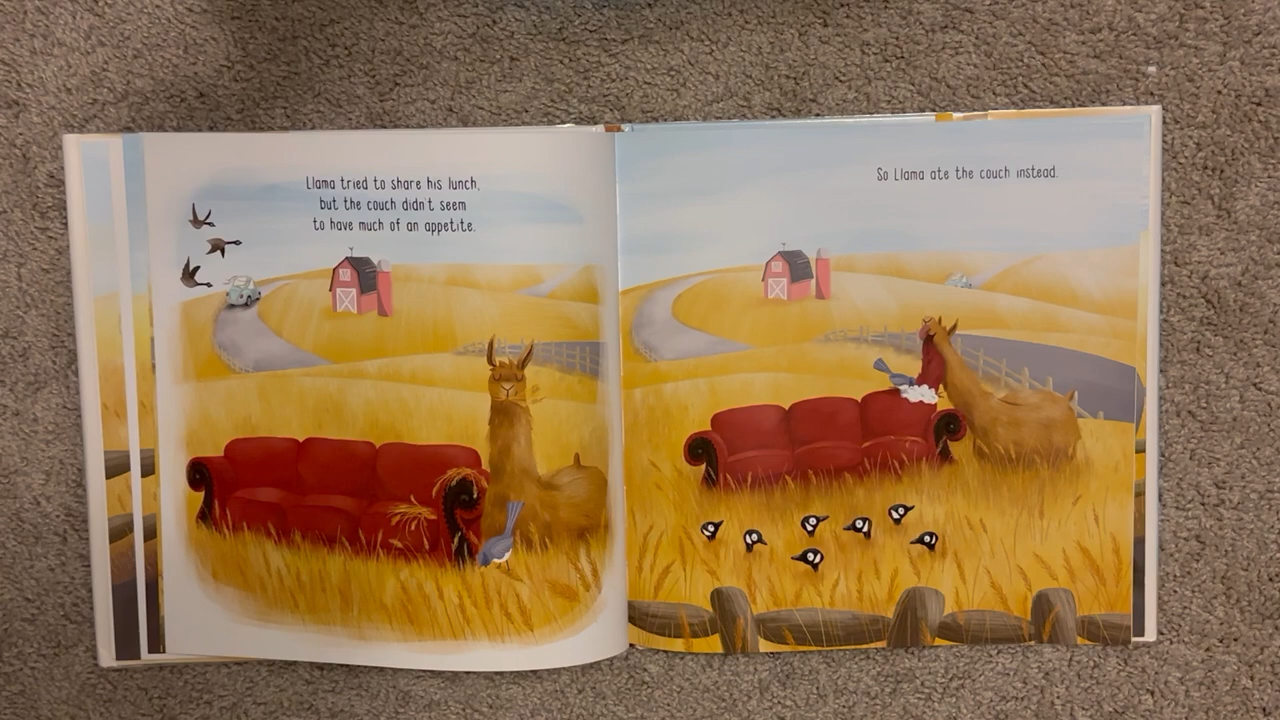 Llama tried to share his lunch,
but the couch didn't seem
to have much of an appetite.
So Llama ate the couch instead.